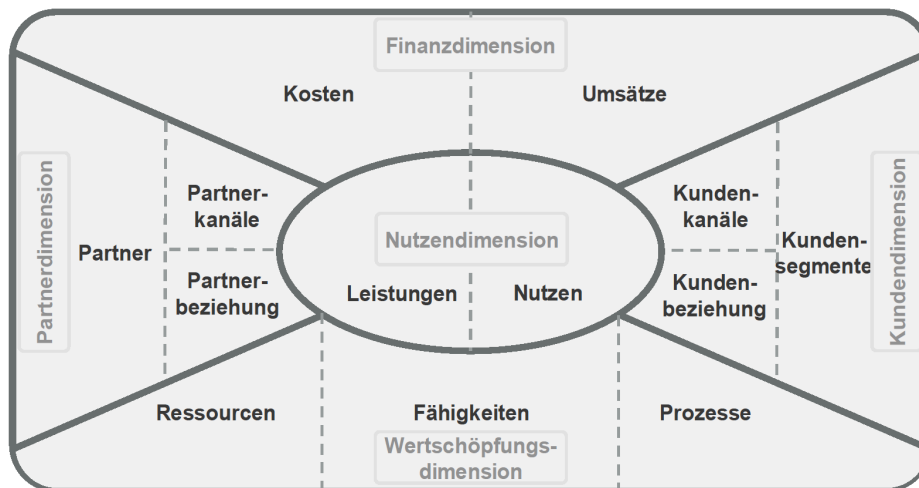 Finanzdimension
Kosten
Umsätze
Partnerdimension
Partner
Partner-
kanäle
Partner-
beziehung
Nutzendimension
Leistungen
Nutzen
Kunden-
kanäle
Kunden-
beziehung
Kunden-
segmente
Kundendimension
Ressourcen
Fähigkeiten
Prozesse
Wertschöpfungs-
dimension